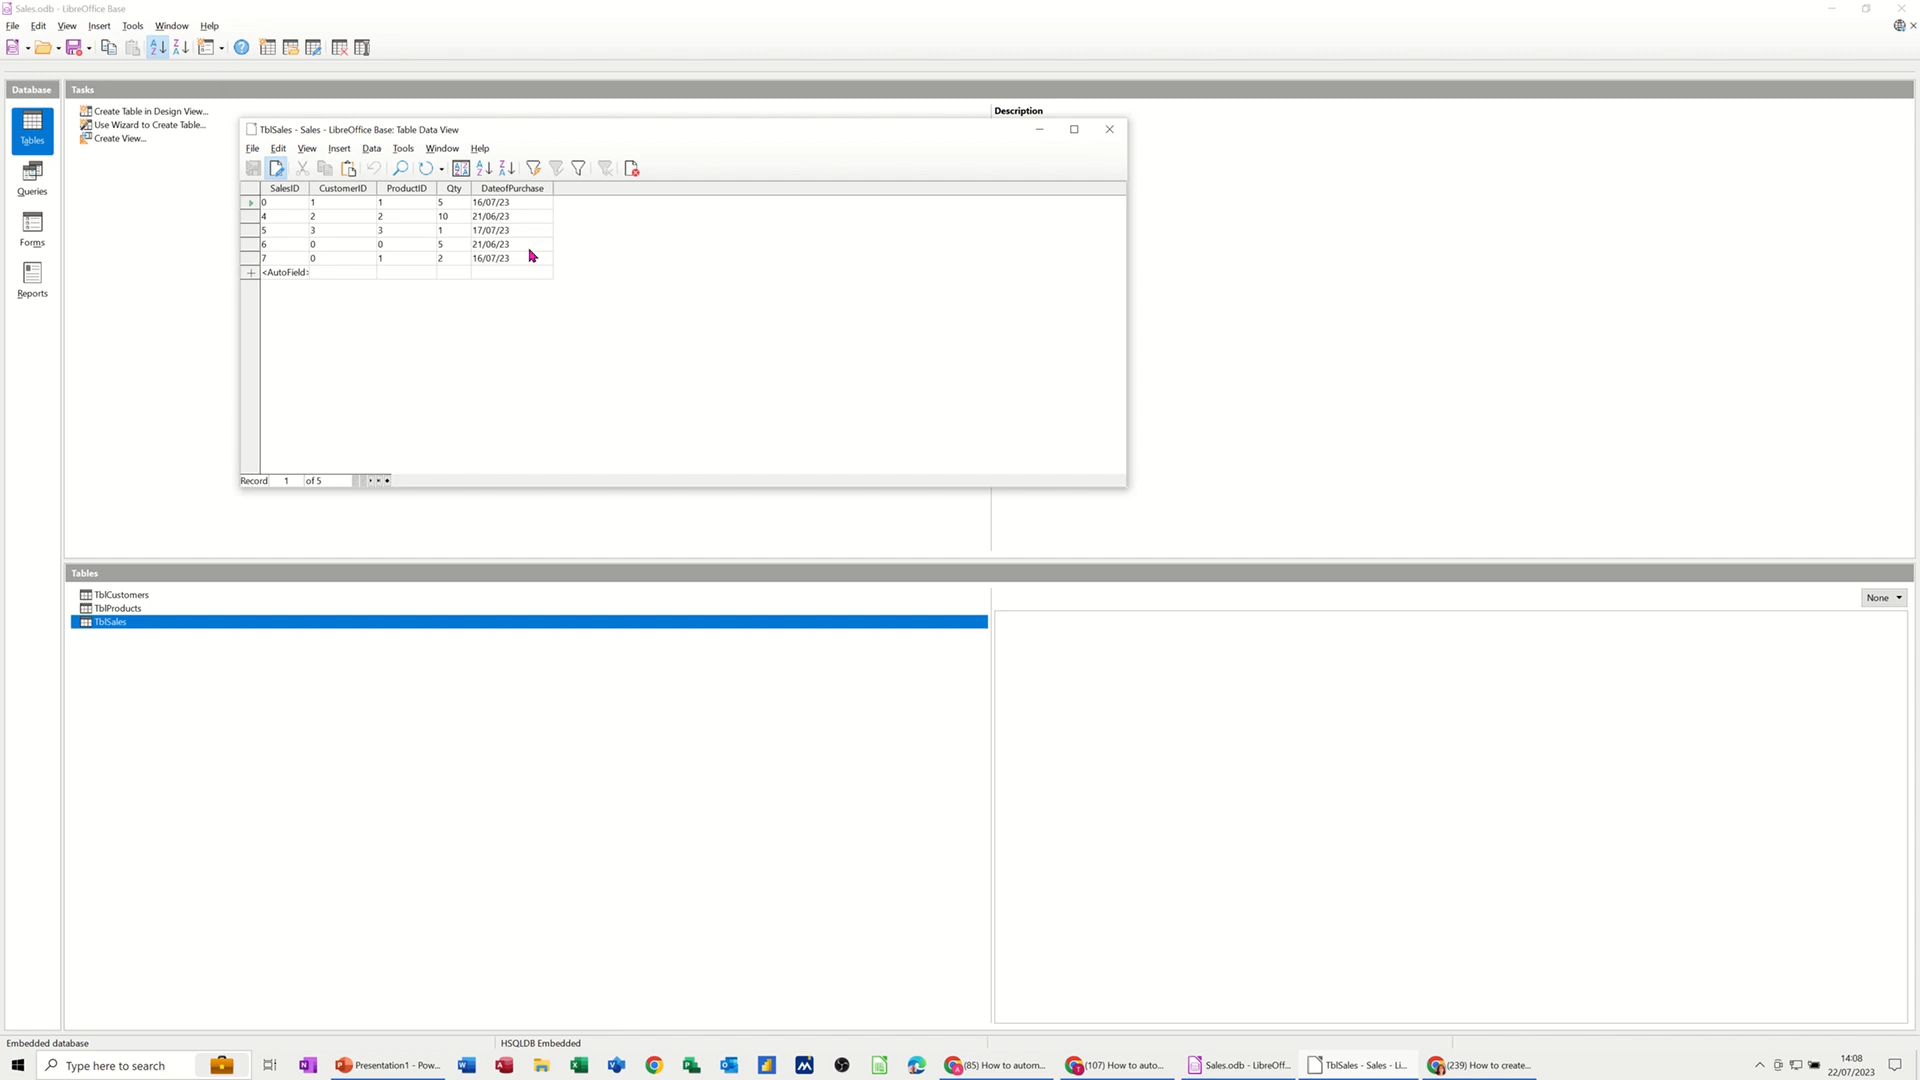 Sales.odb - LibreOffice Base
File Edit View Insert Tools Window Help
Database
Tasks
Tables
Queries
Forms
Reports
Create Table in Design View...
Use Wizard to Create Table...
Create View...
Description
TblSales - Sales - LibreOffice Base: Table Data View
File Edit View Insert Data Tools Window Help
SalesID CustomerID ProductID Qty DateofPurchase
0 1 1 5 16/07/23
4 2 2 10 21/06/23
5 3 3 1 17/07/23
6 0 0 5 21/06/23
7 0 1 2 16/07/23
<AutoField>
Record 1 of 5
Tables
TblCustomers
TblProducts
TblSales
None
Embedded database HSQLDB Embedded
Type here to search
Presentation1 - Pow...
(85) How to autom...
(107) How to auto...
Sales.odb - LibreOff...
TblSales - Sales - Li...
(239) How to create...
14:08
22/07/2023